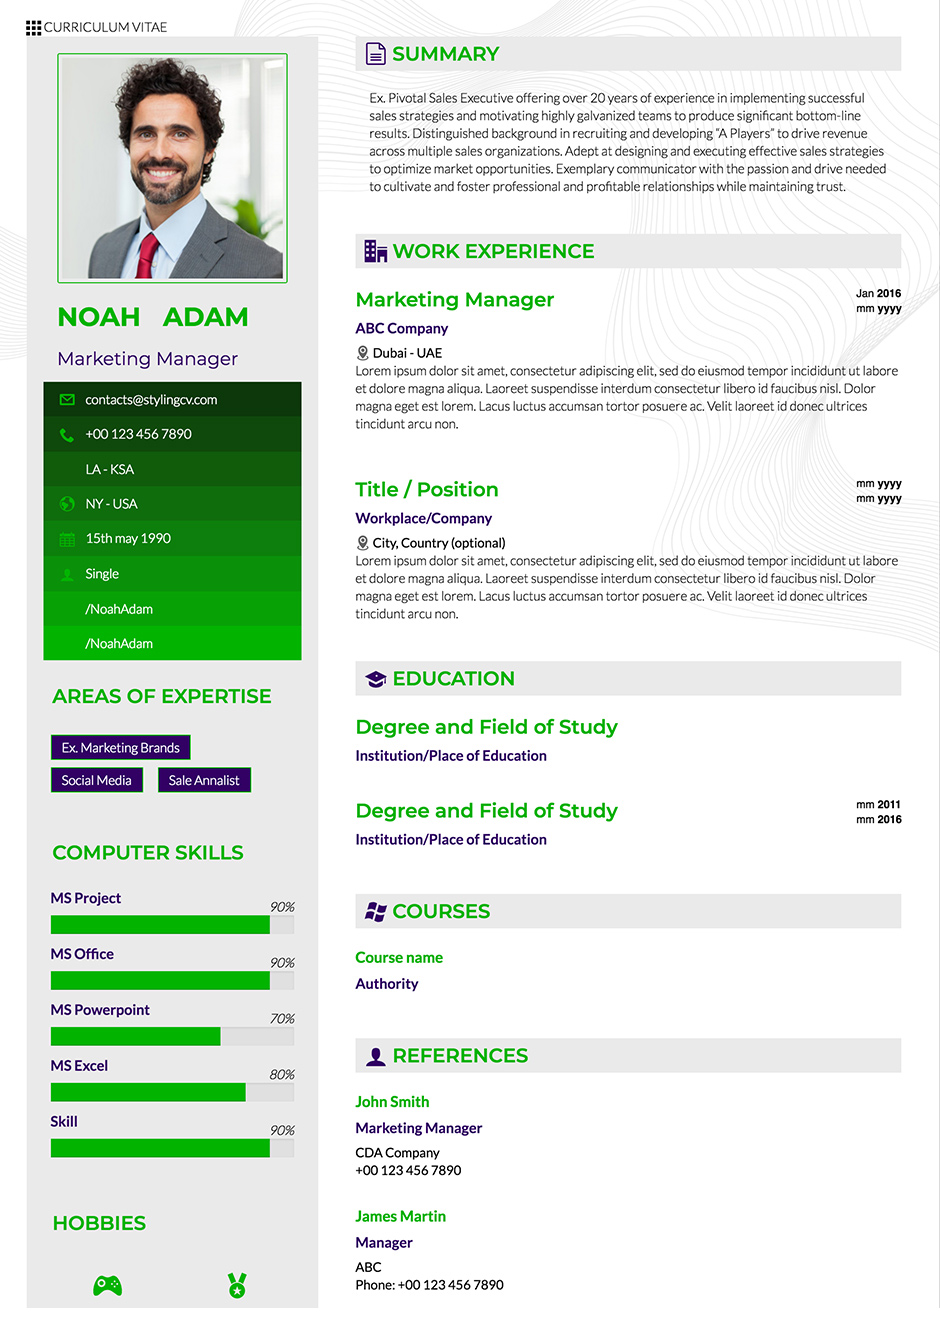 CURRICULUM VITAE
NOAH ADAM
Marketing Manager
contacts@stylingcv.com
+00 123 456 7890
LA - KSA
NY - USA
15th may 1990
Single
/NoahAdam
/NoahAdam
AREAS OF EXPERTISE
Ex. Marketing Brands
Social Media Sale Annalist
COMPUTER SKILLS
MS Project
90%
MS Office
90%
MS Powerpoint
70%
MS Excel
80%
Skill
90%
HOBBIES
SUMMARY
Ex. Pivotal Sales Executive offering over 20 years of experience in implementing successful
sales strategies and motivating highly galvanized teams to produce significant bottom-line
results. Distinguished background in recruiting and developing “A Players” to drive revenue
across multiple sales organizations. Adept at designing and executing effective sales strategies
to optimize market opportunities. Exemplary communicator with the passion and drive needed
to cultivate and foster professional and profitable relationships while maintaining trust.
WORK EXPERIENCE
Marketing Manager
Jan 2016
mm yyyy
ABC Company
Dubai - UAE
Lorem ipsum dolor sit amet, consectetur adipiscing elit, sed do eiusmod tempor incididunt ut labore
et dolore magna aliqua. Laoreet suspendisse interdum consectetur libero id faucibus nisl. Dolor
magna eget est lorem. Lacus luctus accumsan tortor posuere ac. Velit laoreet id donec ultrices
tincidunt arcu non.
Title / Position
mm yyyy
mm yyyy
Workplace/Company
City, Country (optional)
Lorem ipsum dolor sit amet, consectetur adipiscing elit, sed do eiusmod tempor incididunt ut labore
et dolore magna aliqua. Laoreet suspendisse interdum consectetur libero id faucibus nisl. Dolor
magna eget est lorem. Lacus luctus accumsan tortor posuere ac. Velit laoreet id donec ultrices
tincidunt arcu non.
EDUCATION
Degree and Field of Study
Institution/Place of Education
Degree and Field of Study
mm 2011
mm 2016
Institution/Place of Education
COURSES
Course name
Authority
REFERENCES
John Smith
Marketing Manager
CDA Company
+00 123 456 7890
James Martin
Manager
ABC
Phone: +00 123 456 7890